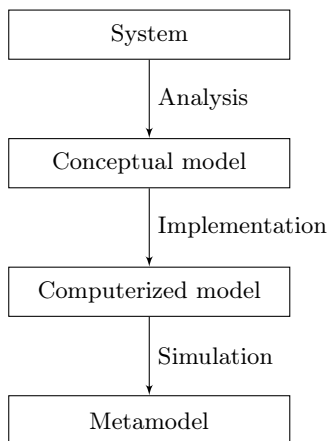 System
Analysis
Conceptual model
Implementation
Computerized model
Simulation
Metamodel